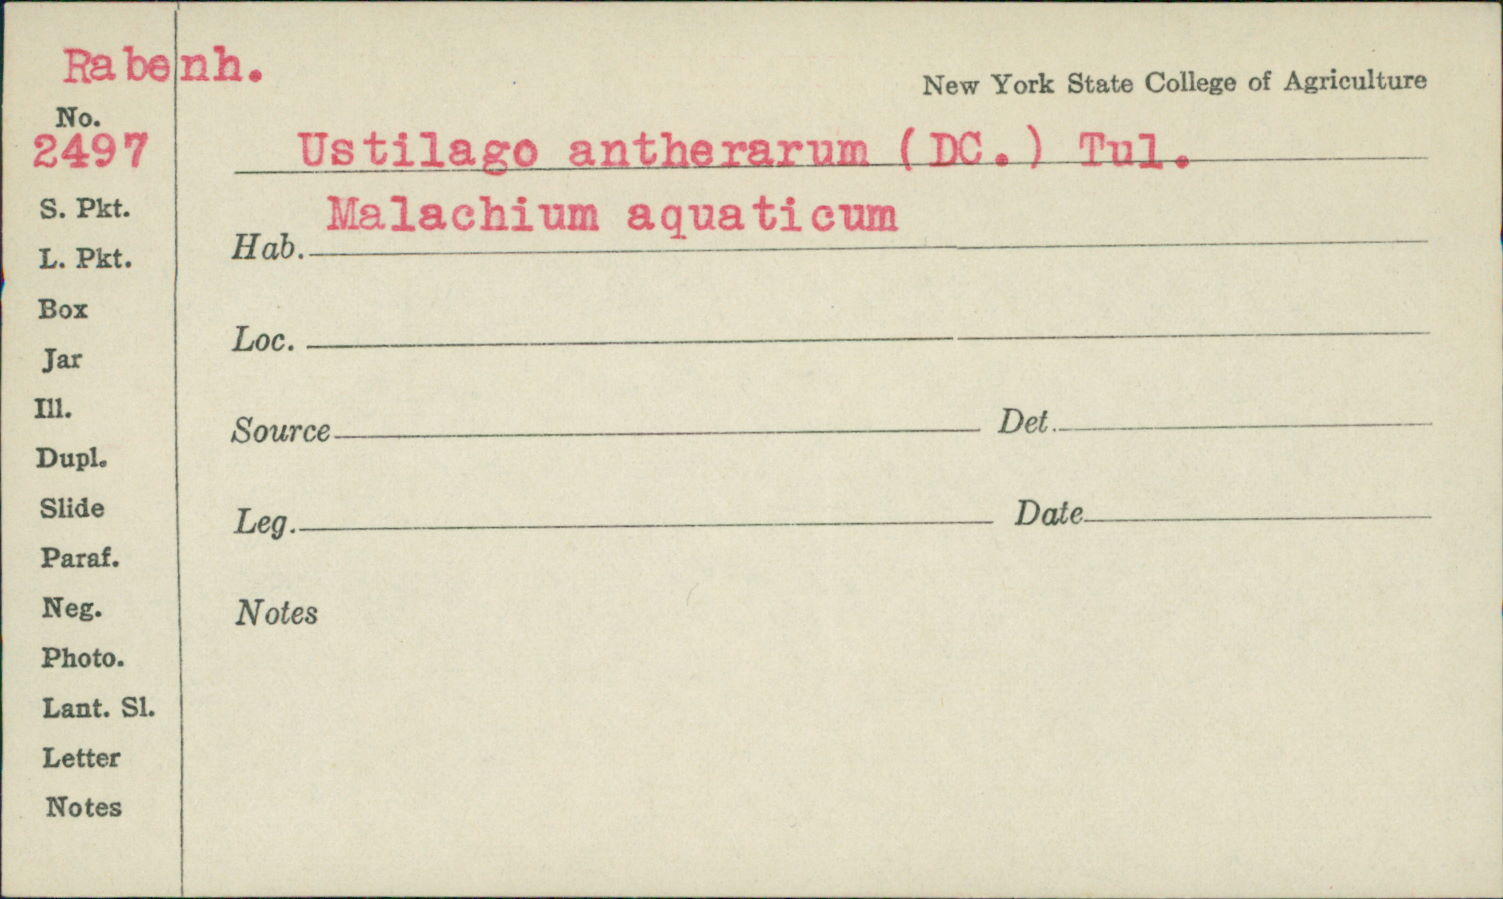 Rabenh.
New York State College of Agriculture
No.
2497
Ustilago antherarum (DC.) Tul.
Malachium aquaticum
S. Pkt.
Hab.
L. Pkt.
Box
Loc.
Jar
Ill.
Source Det.
Dupl.
Slide
Leg. Date
Paraf.
Neg.
Notes
Photo.
Lant. Sl.
Letter
Notes